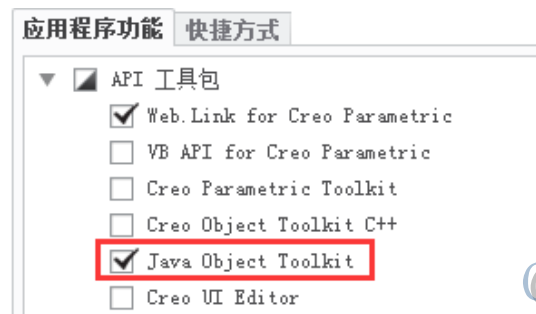 应用程序功能 快捷方式
API 工具包
Web.Link for Creo Parametric
VB API for Creo Parametric
Creo Parametric Toolkit
Creo Object Toolkit C++
Java Object Toolkit
Creo UI Editor